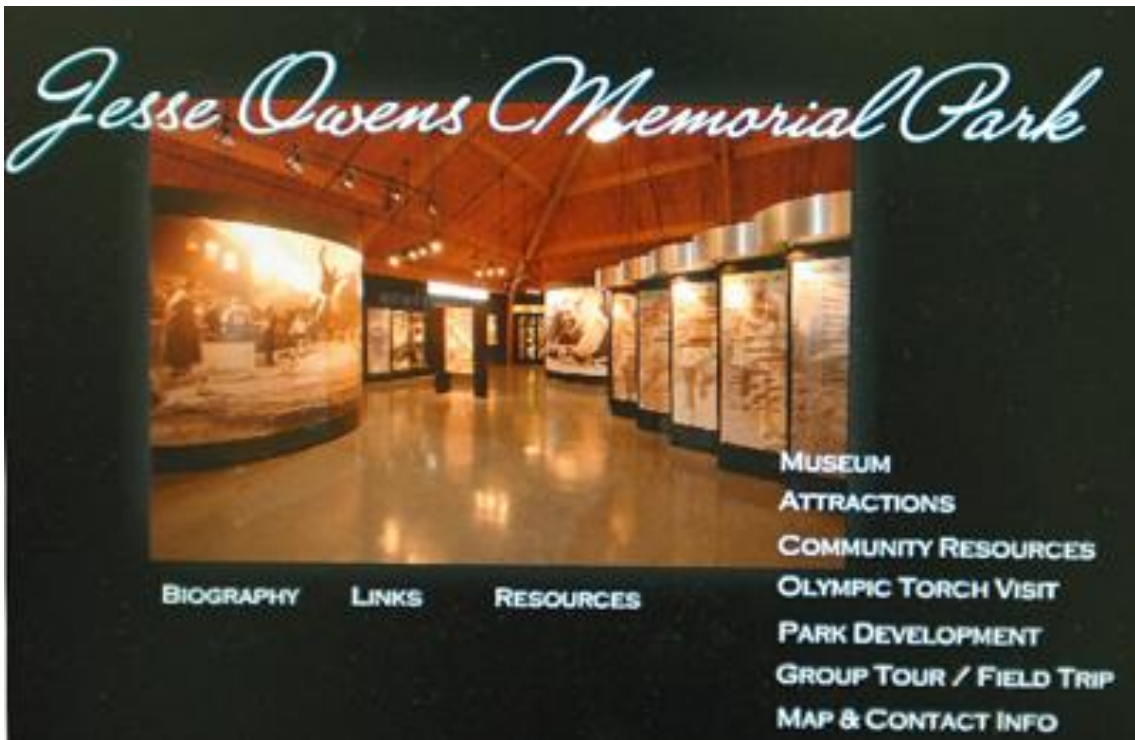 Jesse Owens Memorial Park
MUSEUM
ATTRACTIONS
COMMUNITY RESOURCES
BIOGRAPHY LINKS RESOURCES
OLYMPIC TORCH VISIT
PARK DEVELOPMENT
GROUP TOUR / FIELD TRIP
MAP & CONTACT INFO